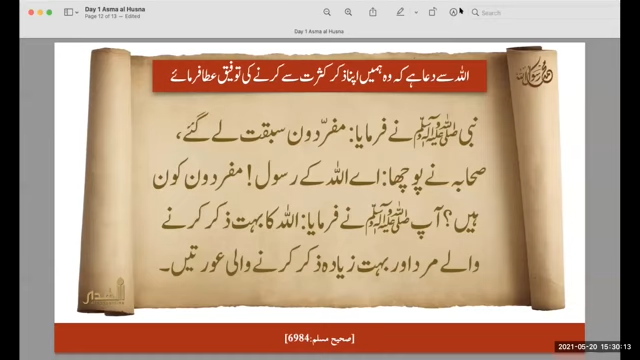 Day 1 Asma al Husna
Page 12 of 13 — Edited
Search
Day 1 Asma al Husna
اللہ سے دعا ہے کہ وہ ہمیں اپنا ذکر کثرت سے کرنے کی توفیق عطا فرمائے
نبی ﷺ نے فرمایا: مفرّدون سبقت لے گئے،
صحابہ نے پوچھا: اے اللہ کے رسول! مفردون کون
ہیں؟ آپ ﷺ نے فرمایا: اللہ کا بہت ذکر کرنے
والے مرد اور بہت زیادہ ذکر کرنے والی عورتیں۔
[صحیح مسلم:6984]
2021-05-20 15:30:13